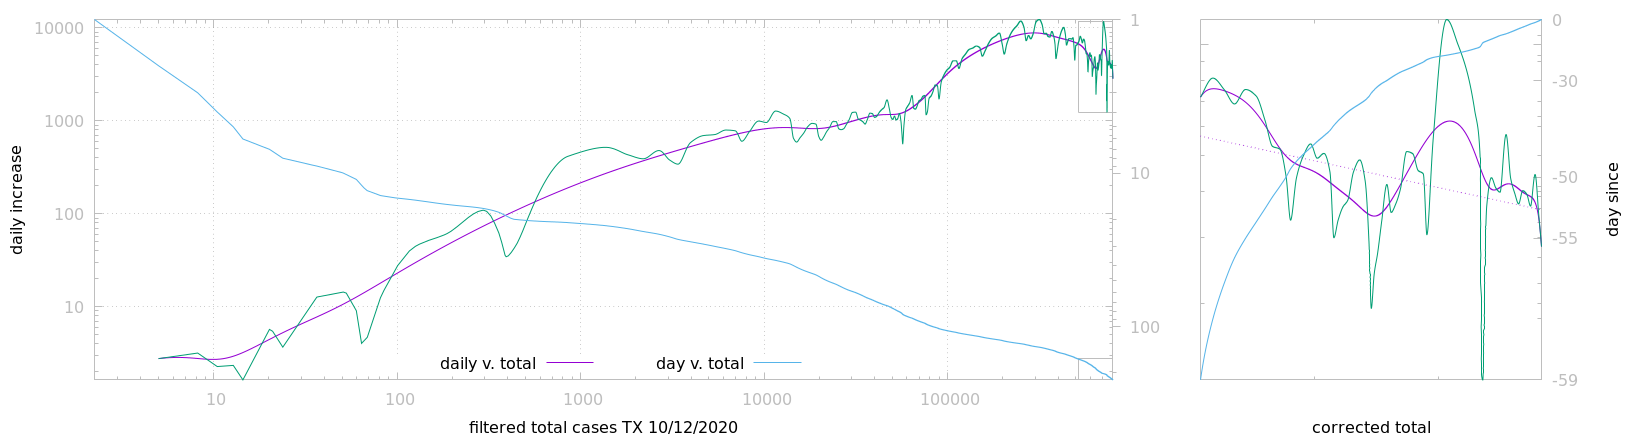 10000
1000
100
10
daily increase
10
100
1000
10000
100000
1
10
100
daily v. total
day v. total
filtered total cases TX 10/12/2020
0
-30
-50
-55
-59
day since
corrected total